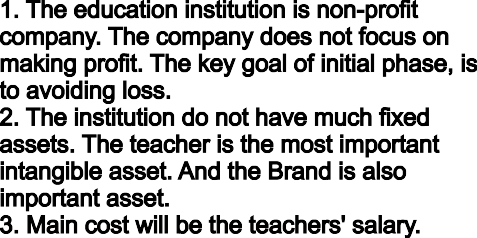 1. The education institution is non-profit
company. The company does not focus on
making profit. The key goal of initial phase, is
to avoiding loss.
2. The institution do not have much fixed
assets. The teacher is the most important
intangible asset. And the Brand is also
important asset.
3. Main cost will be the teachers' salary.